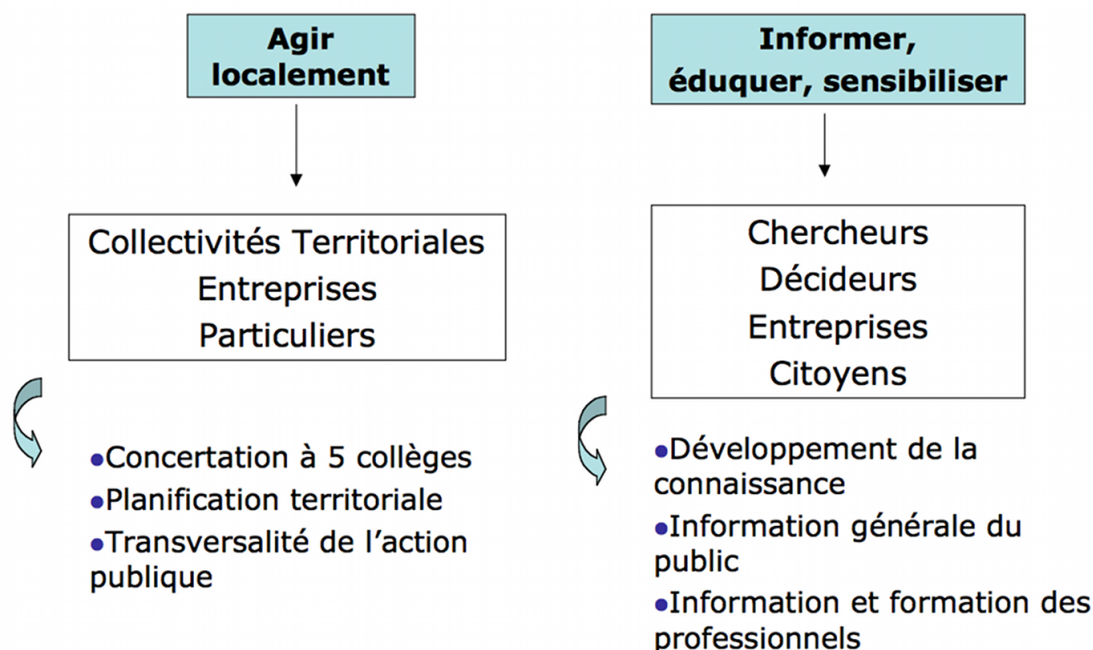 Agir
localement
Collectivités Territoriales
Entreprises
Particuliers
●Concertation à 5 collèges
●Planification territoriale
●Transversalité de l’action
publique
Informer,
éduquer, sensibiliser
Chercheurs
Décideurs
Entreprises
Citoyens
●Développement de la
connaissance
●Information générale du
public
●Information et formation des
professionnels